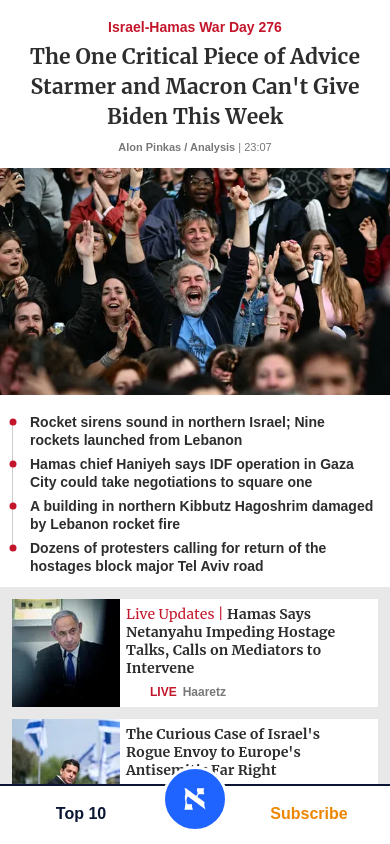 Israel-Hamas War Day 276
The One Critical Piece of Advice
Starmer and Macron Can't Give
Biden This Week
Alon Pinkas / Analysis | 23:07
Rocket sirens sound in northern Israel; Nine
rockets launched from Lebanon
Hamas chief Haniyeh says IDF operation in Gaza
City could take negotiations to square one
A building in northern Kibbutz Hagoshrim damaged
by Lebanon rocket fire
Dozens of protesters calling for return of the
hostages block major Tel Aviv road
Live Updates | Hamas Says
Netanyahu Impeding Hostage
Talks, Calls on Mediators to
Intervene
LIVE Haaretz
The Curious Case of Israel's
Rogue Envoy to Europe's
Antisemitic Far Right
Top 10
Subscribe